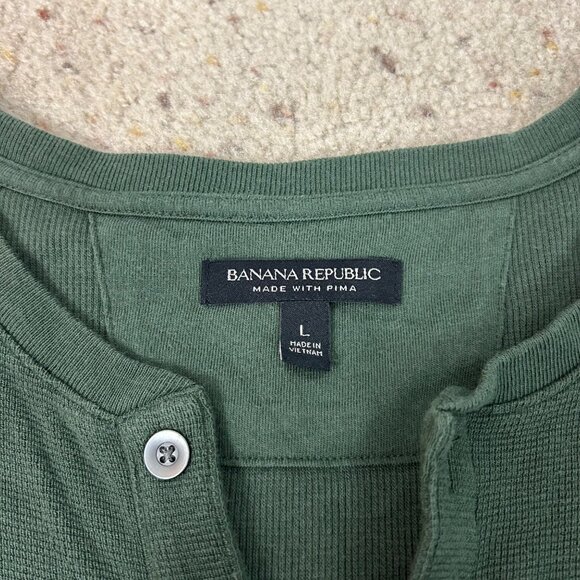 BANANA REPUBLIC
MADE WITH PIMA
L
MADE IN
VIETNAM